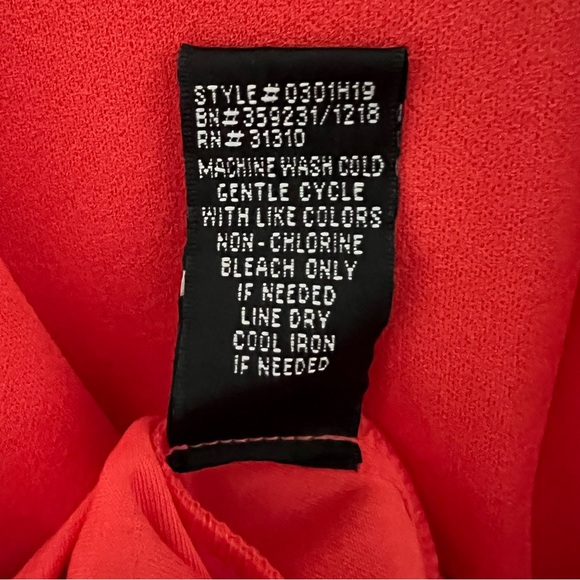 STYLE# 0301H19
BN# 359231/1218
RN# 31310
MACHINE WASH COLD
GENTLE CYCLE
WITH LIKE COLORS
NON-CHLORINE
BLEACH ONLY
IF NEEDED
LINE DRY
COOL IRON
IF NEEDED